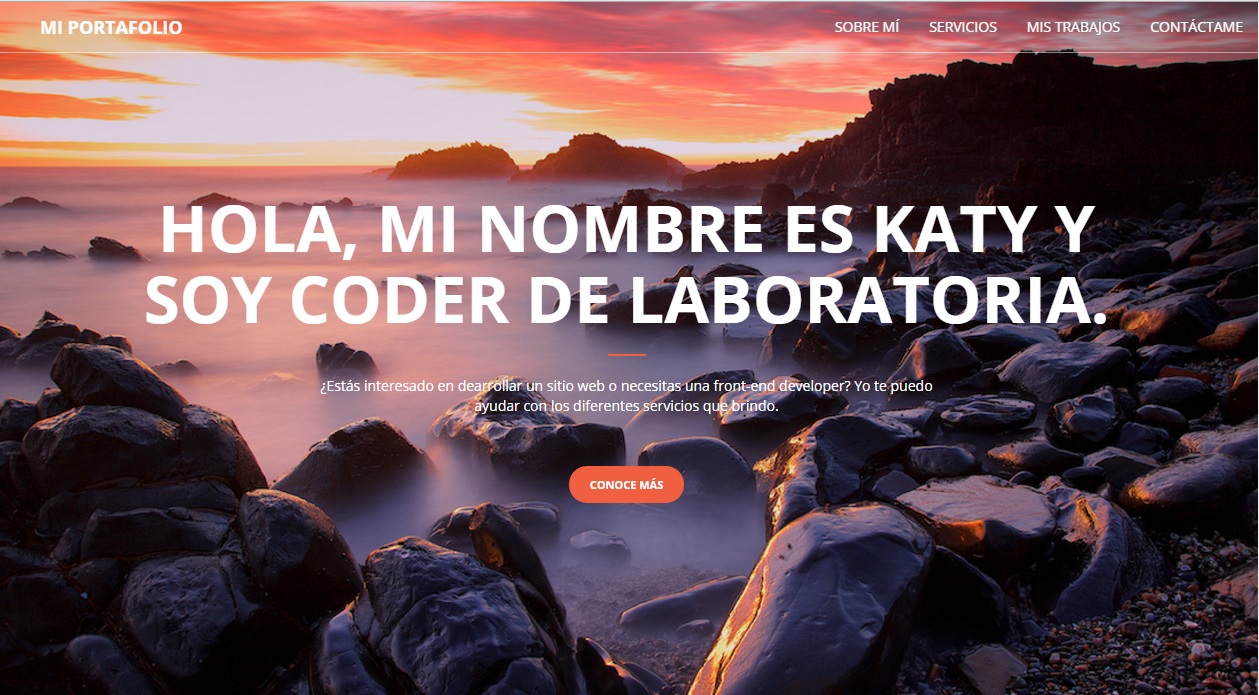 MI PORTAFOLIO
SOBRE MÍ SERVICIOS MIS TRABAJOS CONTÁCTAME
HOLA, MI NOMBRE ES KATY Y
SOY CODER DE LABORATORIA.
¿Estás interesado en dearrollar un sitio web o necesitas una front-end developer? Yo te puedo
ayudar con los diferentes servicios que brindo.
CONOCE MÁS